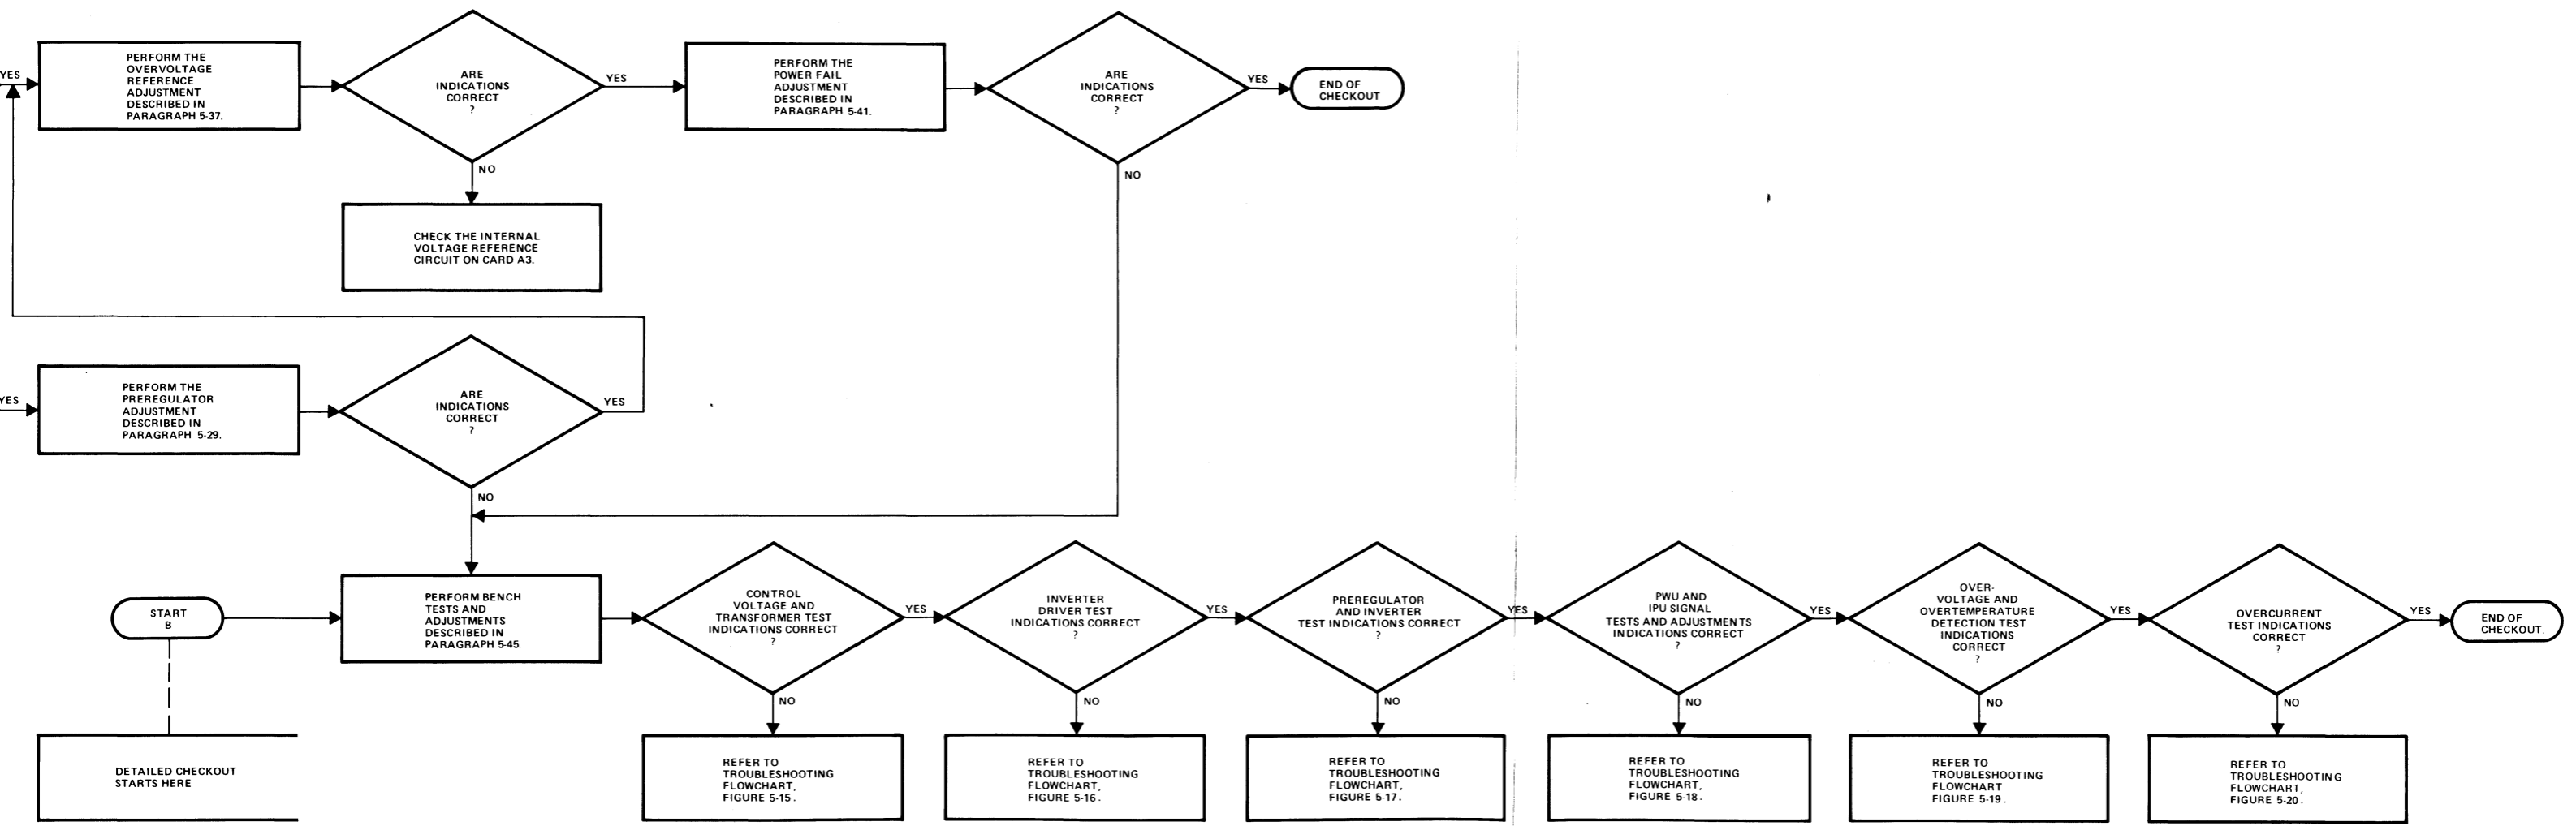 YES
PERFORM THE
OVERVOLTAGE
REFERENCE
ADJUSTMENT
DESCRIBED IN
PARAGRAPH 5-37.
ARE
INDICATIONS
CORRECT
?
YES
NO
CHECK THE INTERNAL
VOLTAGE REFERENCE
CIRCUIT ON CARD A3.
PERFORM THE
POWER FAIL
ADJUSTMENT
DESCRIBED IN
PARAGRAPH 5-41.
ARE
INDICATIONS
CORRECT
?
YES
NO
END OF
CHECKOUT
YES
PERFORM THE
PREREGULATOR
ADJUSTMENT
DESCRIBED IN
PARAGRAPH 5-29.
ARE
INDICATIONS
CORRECT
?
YES
NO
START
B
DETAILED CHECKOUT
STARTS HERE
PERFORM BENCH
TESTS AND
ADJUSTMENTS
DESCRIBED IN
PARAGRAPH 5-45.
CONTROL
VOLTAGE AND
TRANSFORMER TEST
INDICATIONS CORRECT
?
YES
NO
REFER TO
TROUBLESHOOTING
FLOWCHART,
FIGURE 5-15.
INVERTER
DRIVER TEST
INDICATIONS CORRECT
?
YES
NO
REFER TO
TROUBLESHOOTING
FLOWCHART,
FIGURE 5-16.
PREREGULATOR
AND INVERTER
TEST INDICATIONS CORRECT
?
YES
NO
REFER TO
TROUBLESHOOTING
FLOWCHART,
FIGURE 5-17.
PWU AND
IPU SIGNAL
TESTS AND ADJUSTMENTS
INDICATIONS CORRECT
?
YES
NO
REFER TO
TROUBLESHOOTING
FLOWCHART,
FIGURE 5-18.
OVER-
VOLTAGE AND
OVERTEMPERATURE
DETECTION TEST
INDICATIONS
CORRECT
?
YES
NO
REFER TO
TROUBLESHOOTING
FLOWCHART
FIGURE 5-19.
OVERCURRENT
TEST INDICATIONS
CORRECT
?
YES
NO
REFER TO
TROUBLESHOOTING
FLOWCHART,
FIGURE 5-20.
END OF
CHECKOUT.